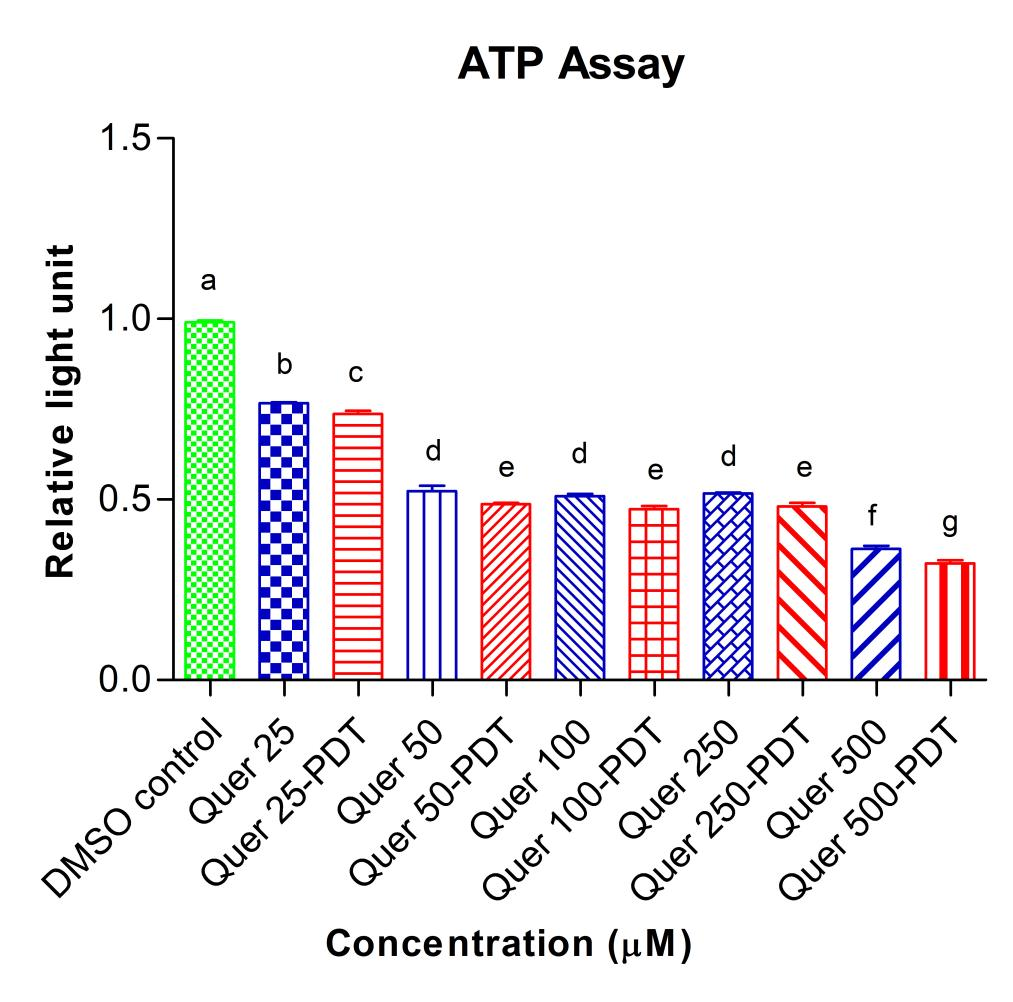 ATP Assay
1.5
1.0
0.5
0.0
Relative light unit
a
b
c
d
e
d
e
d
e
f
g
DMSO control
Quer 25
Quer 25-PDT
Quer 50
Quer 50-PDT
Quer 100
Quer 100-PDT
Quer 250
Quer 250-PDT
Quer 500
Quer 500-PDT
Concentration (μM)